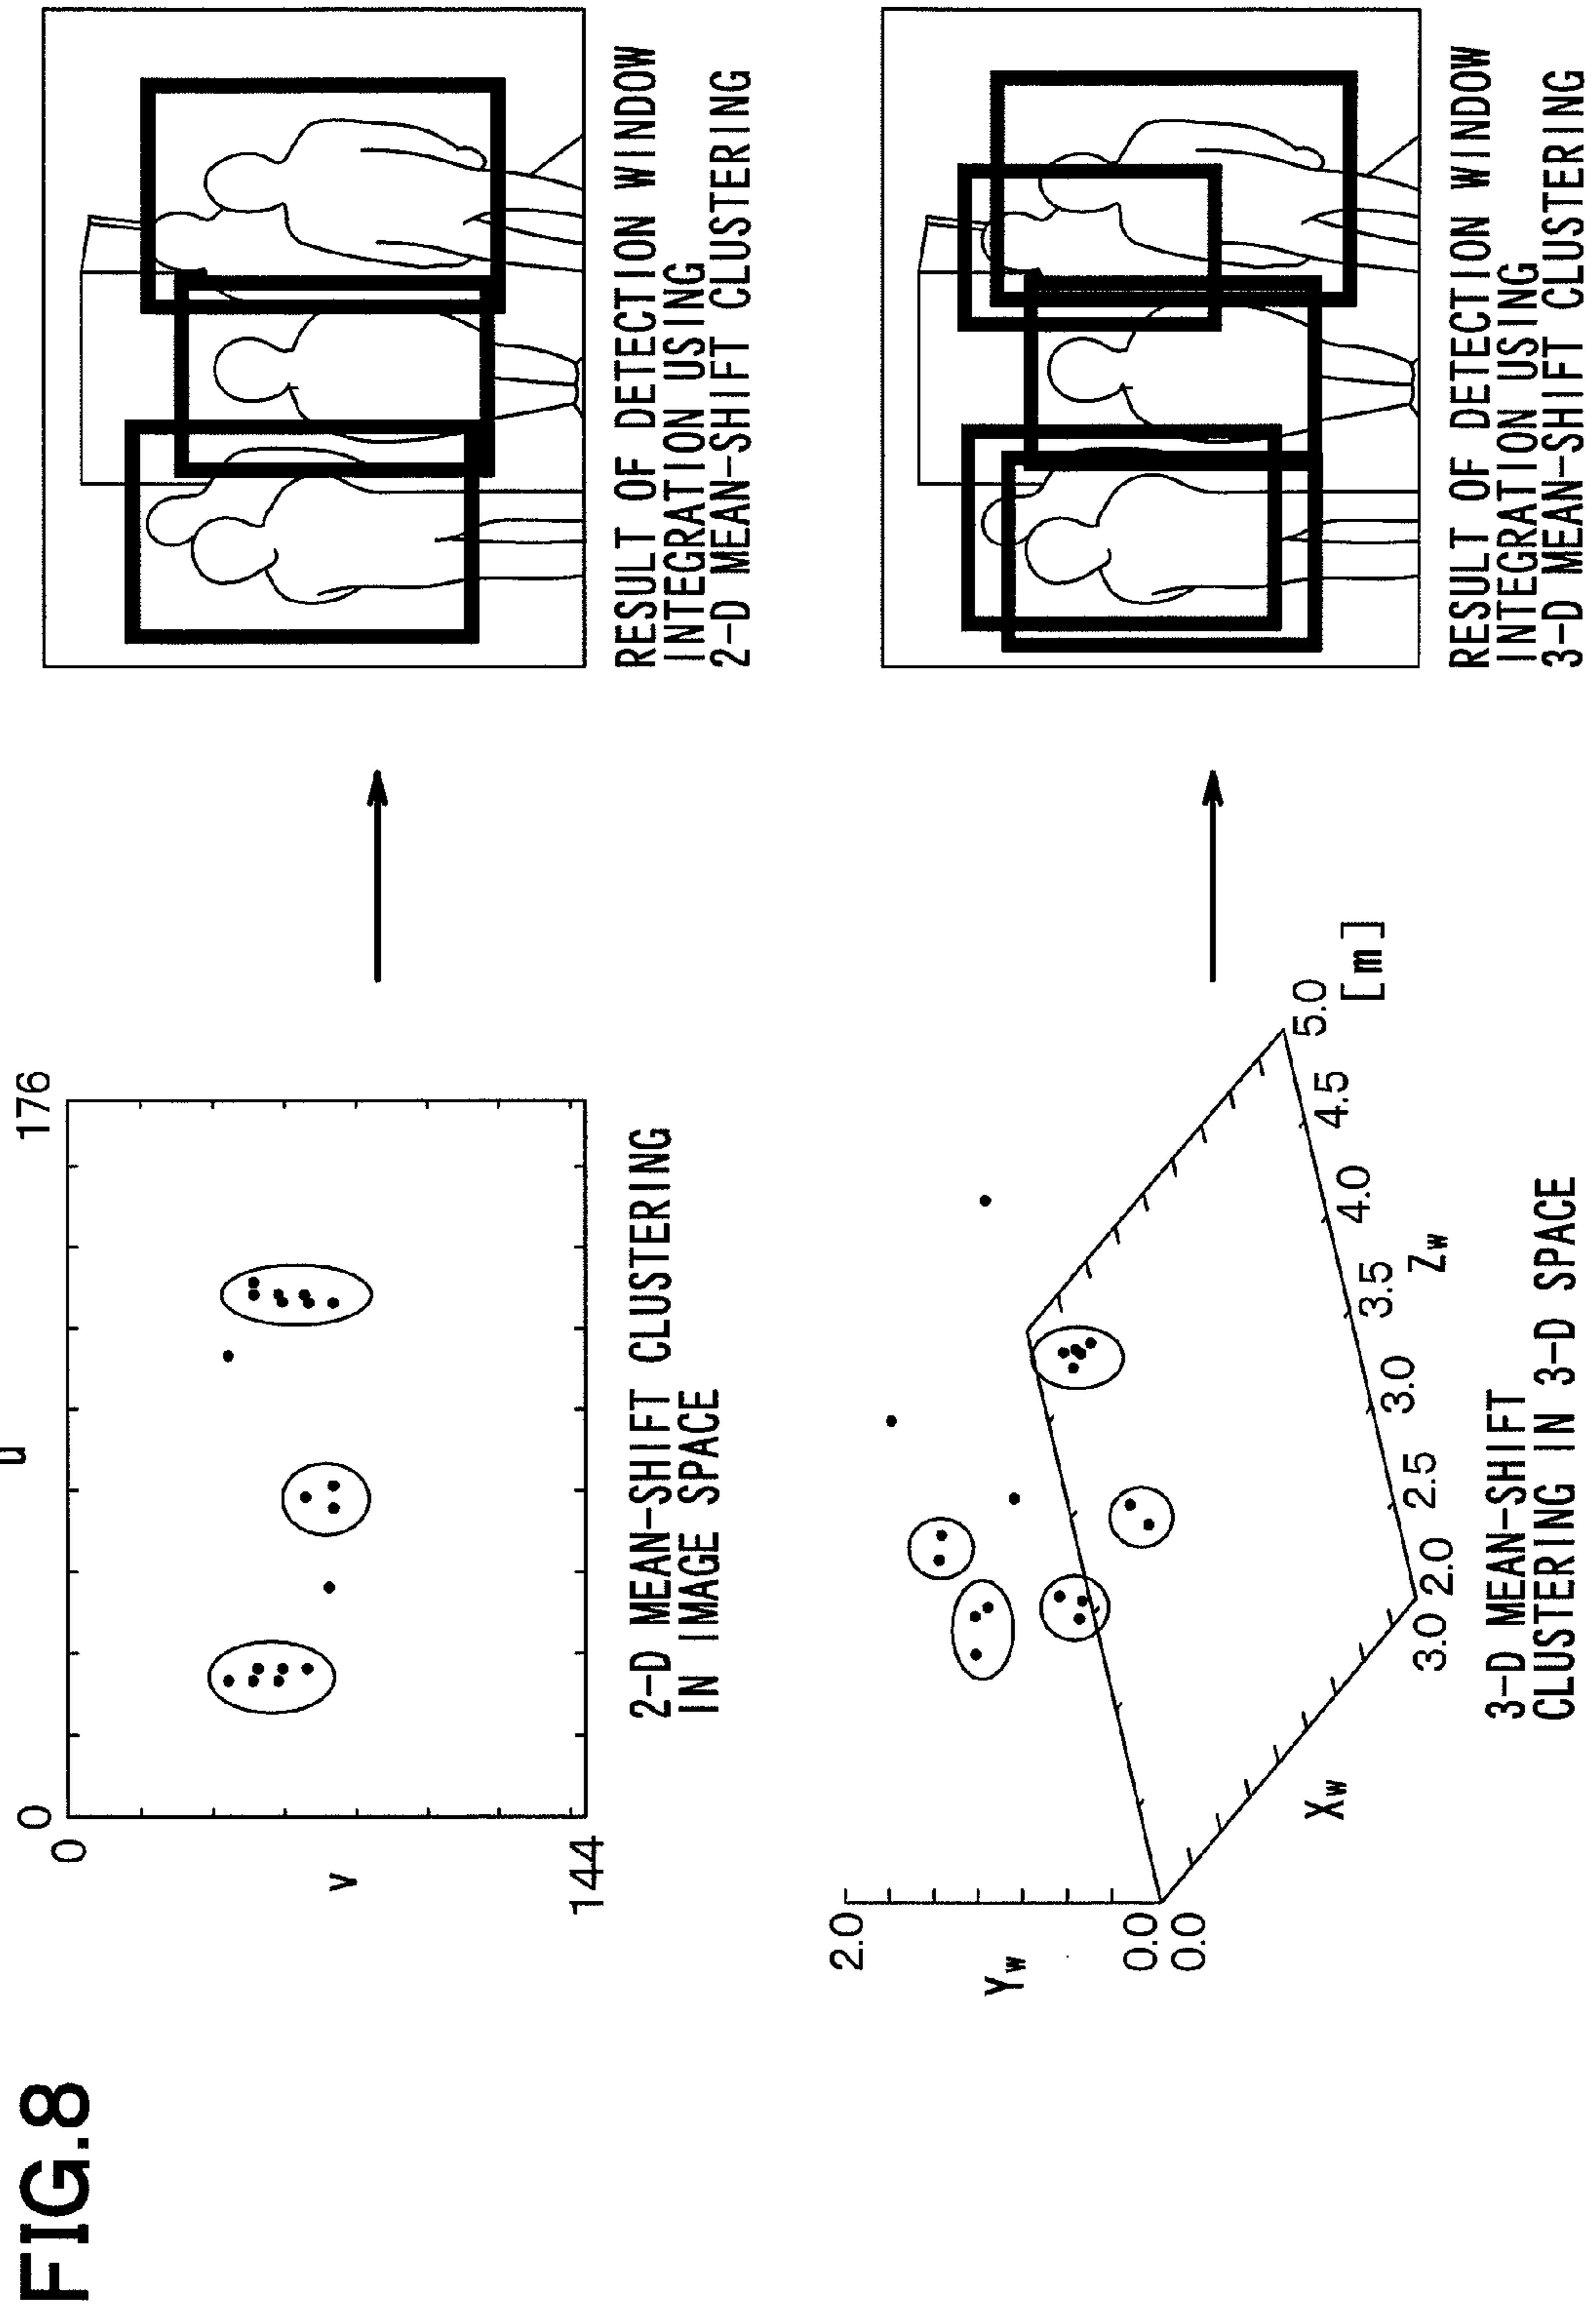 FIG.8
u
0
176
0
v
144
2-D MEAN-SHIFT CLUSTERING
IN IMAGE SPACE
RESULT OF DETECTION WINDOW
INTEGRATION USING
2-D MEAN-SHIFT CLUSTERING
2.0
Yw
0.0
0.0
Xw
3.0
2.0
2.5
3.0
3.5
4.0
4.5
5.0
Zw
[m]
3-D MEAN-SHIFT
CLUSTERING IN 3-D SPACE
RESULT OF DETECTION WINDOW
INTEGRATION USING
3-D MEAN-SHIFT CLUSTERING